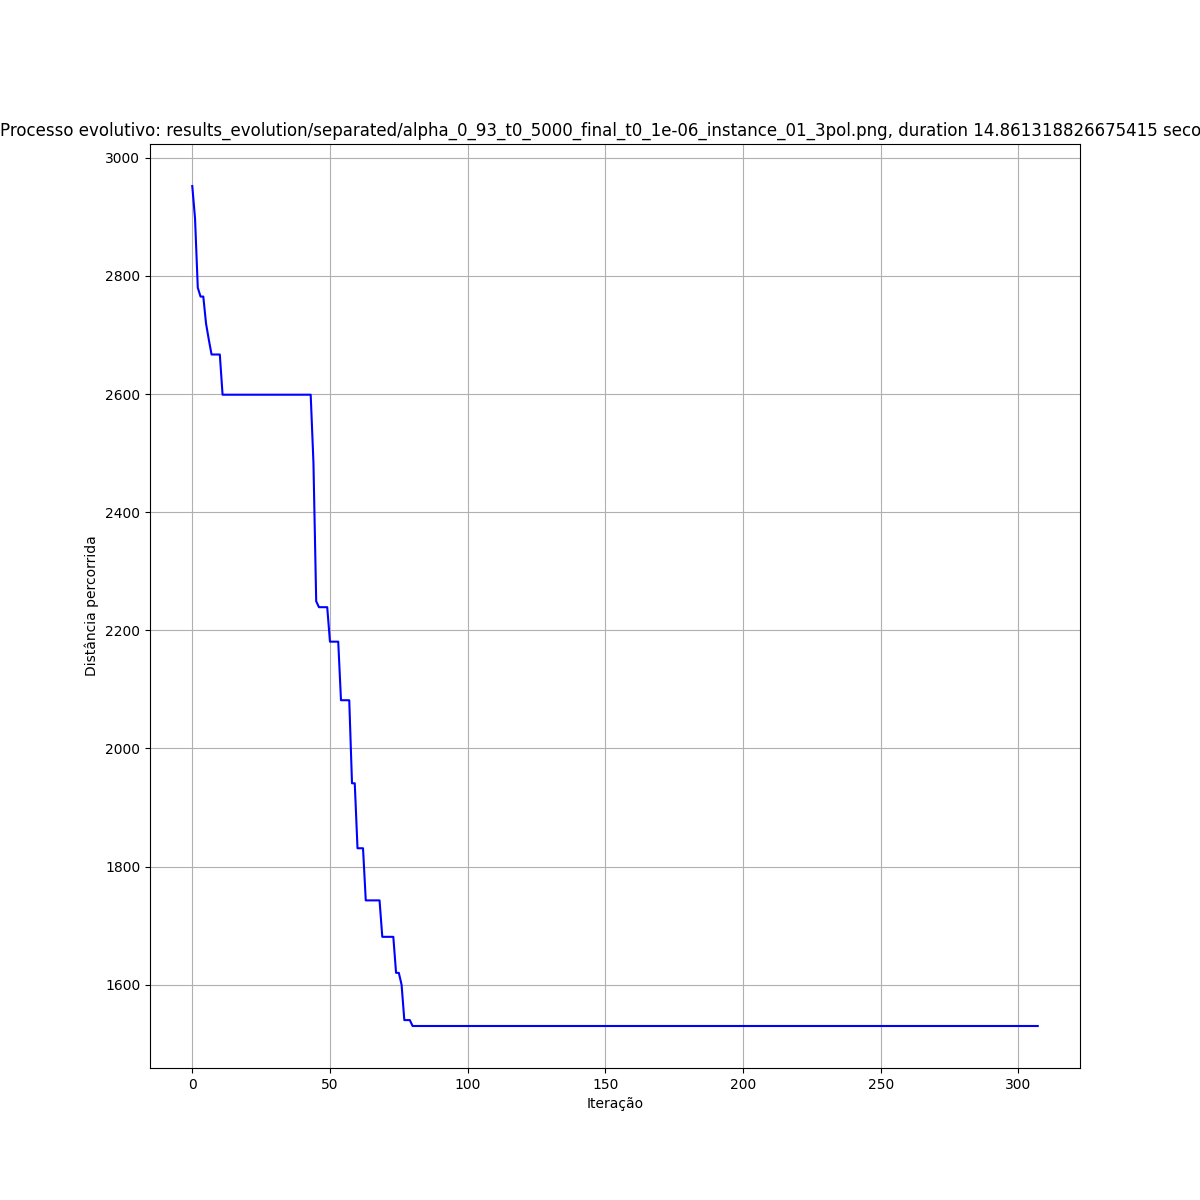 Processo evolutivo: results_evolution/separated/alpha_0_93_t0_5000_final_t0_1e-06_instance_01_3pol.png, duration 14.861318826675415 seco
3000
2800
2600
2400
2200
2000
1800
1600
Distância percorrida
0 50 100 150 200 250 300
Iteração